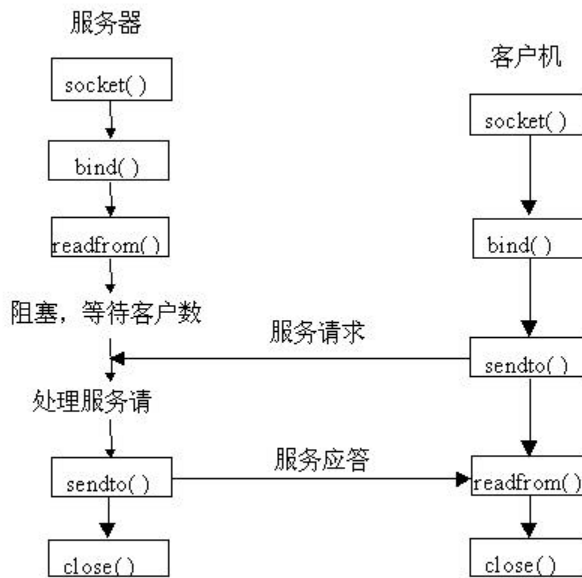 服务器
socket( )
bind( )
readfrom( )
阻塞，等待客户数
处理服务请
sendto( )
close( )
服务请求
服务应答
客户机
socket( )
bind( )
sendto( )
readfrom( )
close( )